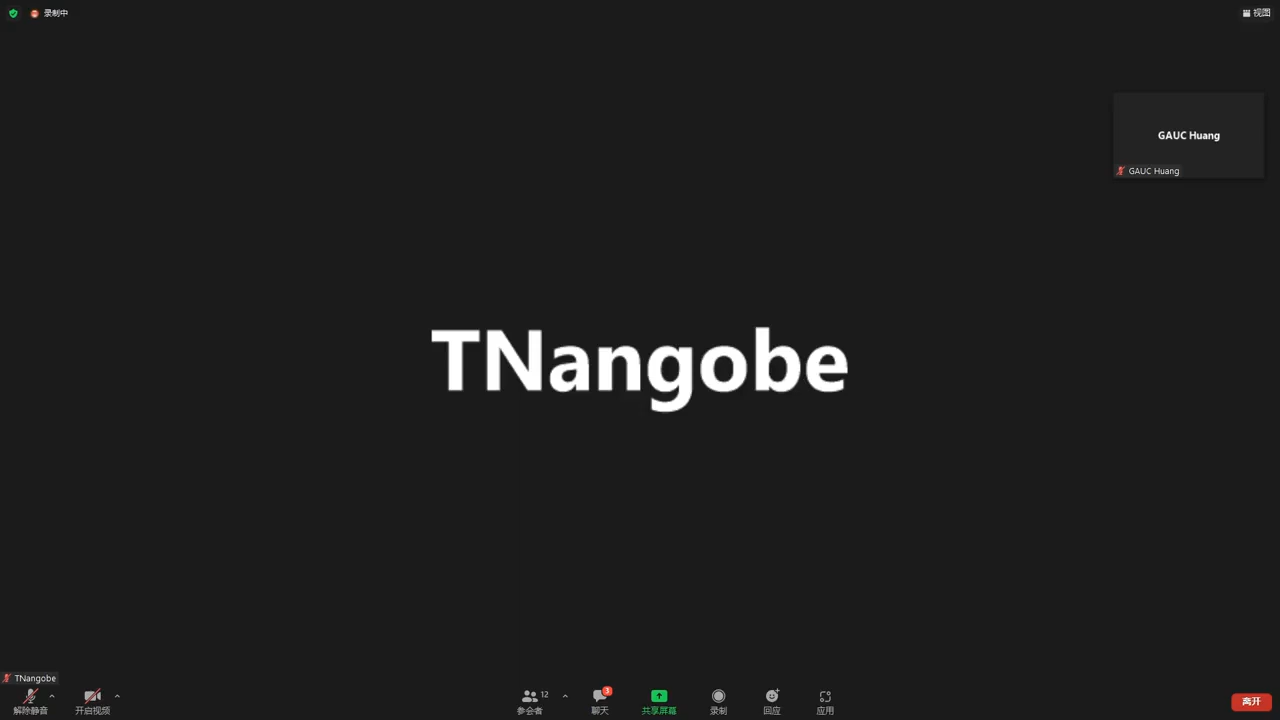 录制中
视图
GAUC Huang
GAUC Huang
TNangobe
TNangobe
解除静音
开启视频
12
参会者
3
聊天
共享屏幕
录制
回应
应用
离开